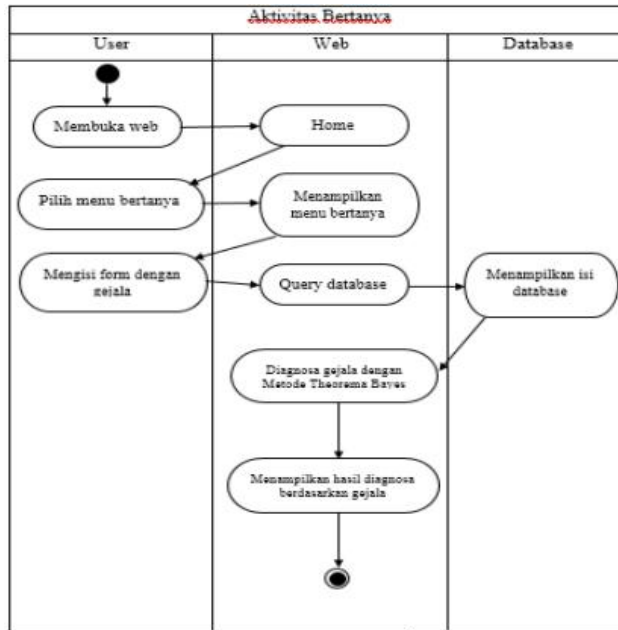 Aktivitas Bertanya
User
Web
Database
Membuka web
Home
Pilih menu bertanya
Menampilkan
menu bertanya
Mengisi form dengan
gejala
Query database
Menampilkan isi
database
Diagnosa gejala dengan
Metode Theorema Bayes
Menampilkan hasil diagnosa
berdasarkan gejala